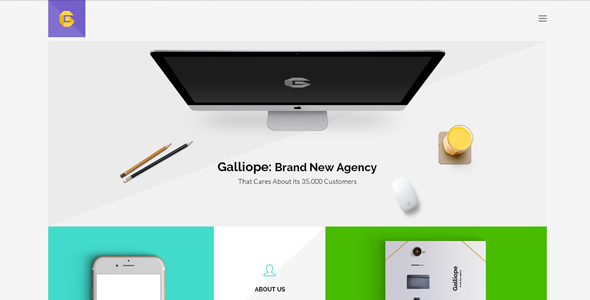 Galliope: Brand New Agency
That Cares About Its 35,000 Customers
ABOUT US
Galliope